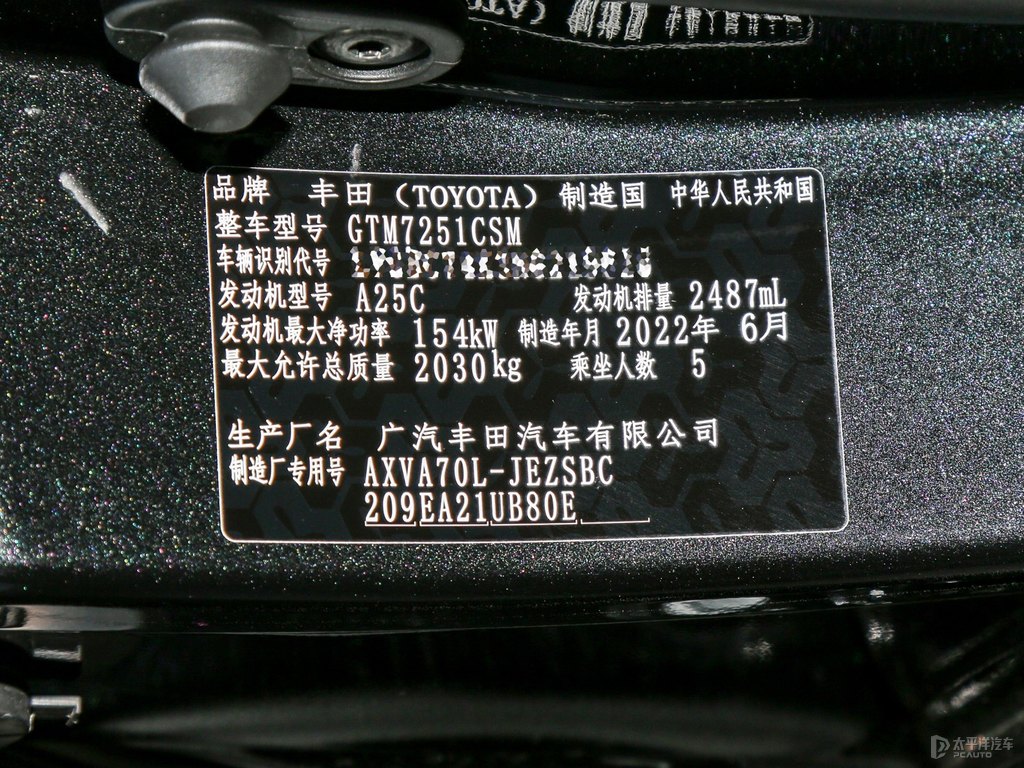 品牌 丰田（TOYOTA）制造国 中华人民共和国
整车型号 GTM7251CSM
车辆识别代号
发动机型号 A25C 发动机排量 2487mL
发动机最大净功率 154kW 制造年月 2022年 6月
最大允许总质量 2030kg 乘坐人数 5
生产厂名 广汽丰田汽车有限公司
制造厂专用号 AXVA70L-JEZSBC
209EA21UB80E
太平洋汽车
PCAUTO